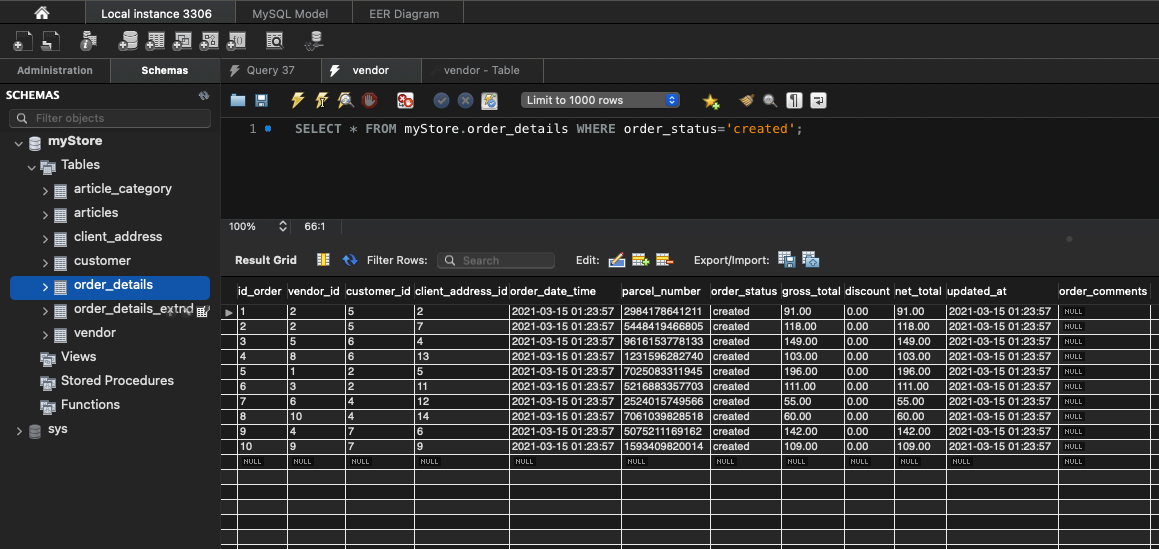 Local instance 3306 MySQL Model EER Diagram
Administration Schemas Query 37 vendor vendor - Table
SCHEMAS
Filter objects
Limit to 1000 rows
1 SELECT * FROM myStore.order_details WHERE order_status='created';
myStore
Tables
article_category
articles
client_address
customer
order_details
order_details_extnd
vendor
Views
Stored Procedures
Functions
sys
100% 66:1
Result Grid Filter Rows: Search Edit: Export/Import:
id_order vendor_id customer_id client_address_id order_date_time parcel_number order_status gross_total discount net_total updated_at order_comments
1 2 5 2 2021-03-15 01:23:57 2984178641211 created 91.00 0.00 91.00 2021-03-15 01:23:57 NULL
2 2 5 7 2021-03-15 01:23:57 5448419466805 created 118.00 0.00 118.00 2021-03-15 01:23:57 NULL
3 5 6 4 2021-03-15 01:23:57 9616153778133 created 149.00 0.00 149.00 2021-03-15 01:23:57 NULL
4 8 6 13 2021-03-15 01:23:57 1231596282740 created 103.00 0.00 103.00 2021-03-15 01:23:57 NULL
5 1 2 5 2021-03-15 01:23:57 7025083311945 created 196.00 0.00 196.00 2021-03-15 01:23:57 NULL
6 3 2 11 2021-03-15 01:23:57 5216883357703 created 111.00 0.00 111.00 2021-03-15 01:23:57 NULL
7 6 4 12 2021-03-15 01:23:57 2524015749566 created 55.00 0.00 55.00 2021-03-15 01:23:57 NULL
8 10 4 14 2021-03-15 01:23:57 7061039828518 created 60.00 0.00 60.00 2021-03-15 01:23:57 NULL
9 4 7 6 2021-03-15 01:23:57 5075211169162 created 142.00 0.00 142.00 2021-03-15 01:23:57 NULL
10 9 7 9 2021-03-15 01:23:57 1593409820014 created 109.00 0.00 109.00 2021-03-15 01:23:57 NULL
NULL NULL NULL NULL NULL NULL NULL NULL NULL NULL NULL NULL